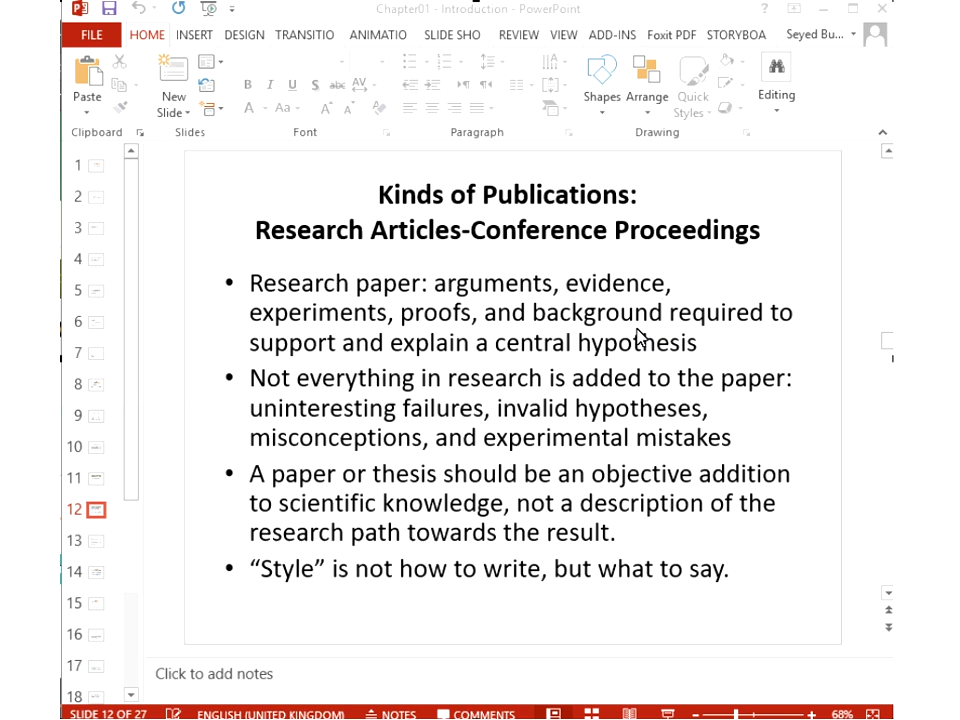 Chapter01 - Introduction - PowerPoint
FILE HOME INSERT DESIGN TRANSITIO ANIMATIO SLIDE SHO REVIEW VIEW ADD-INS Foxit PDF STORYBOA Seyed Bu...
Paste
New
Slide
B I U S abc AV
A Aa A A
Shapes Arrange Quick
Styles
Editing
Clipboard Slides Font Paragraph Drawing
1
2
3
4
5
6
7
8
9
10
11
12
13
14
15
16
17
18
Kinds of Publications:
Research Articles-Conference Proceedings
• Research paper: arguments, evidence,
experiments, proofs, and background required to
support and explain a central hypothesis
• Not everything in research is added to the paper:
uninteresting failures, invalid hypotheses,
misconceptions, and experimental mistakes
• A paper or thesis should be an objective addition
to scientific knowledge, not a description of the
research path towards the result.
• “Style” is not how to write, but what to say.
Click to add notes
SLIDE 12 OF 27 ENGLISH (UNITED KINGDOM) NOTES COMMENTS 68%